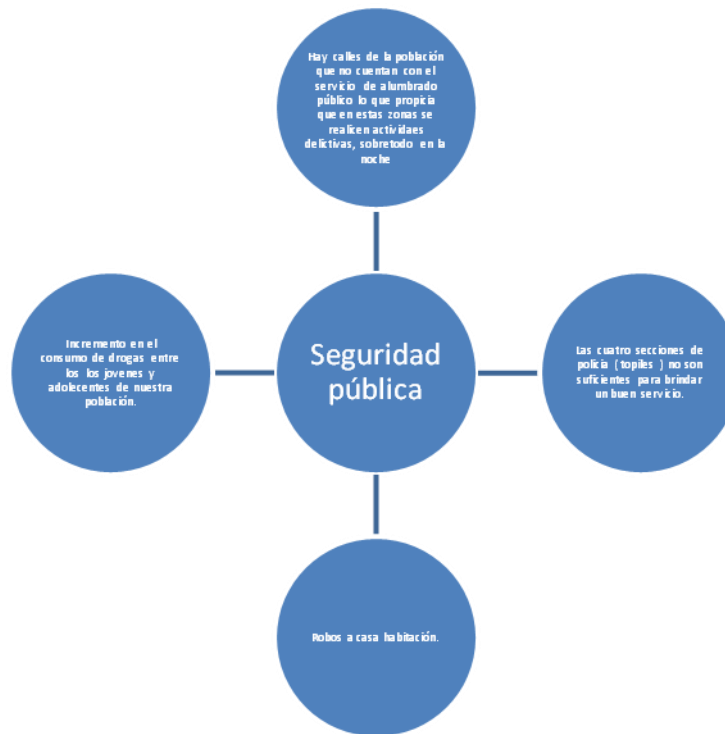 Hay calles de la población
que no cuentan con el
servicio de alumbrado
público lo que propicia
que en estas zonas se
realicen actividaes
delictivas, sobretodo en la
noche
Incremento en el
consumo de drogas entre
los los jovenes y
adolecentes de nuestra
población.
Seguridad
pública
Las cuatro secciones de
policía ( topiles ) no son
suficientes para brindar
un buen servicio.
Robos a casa habitación.